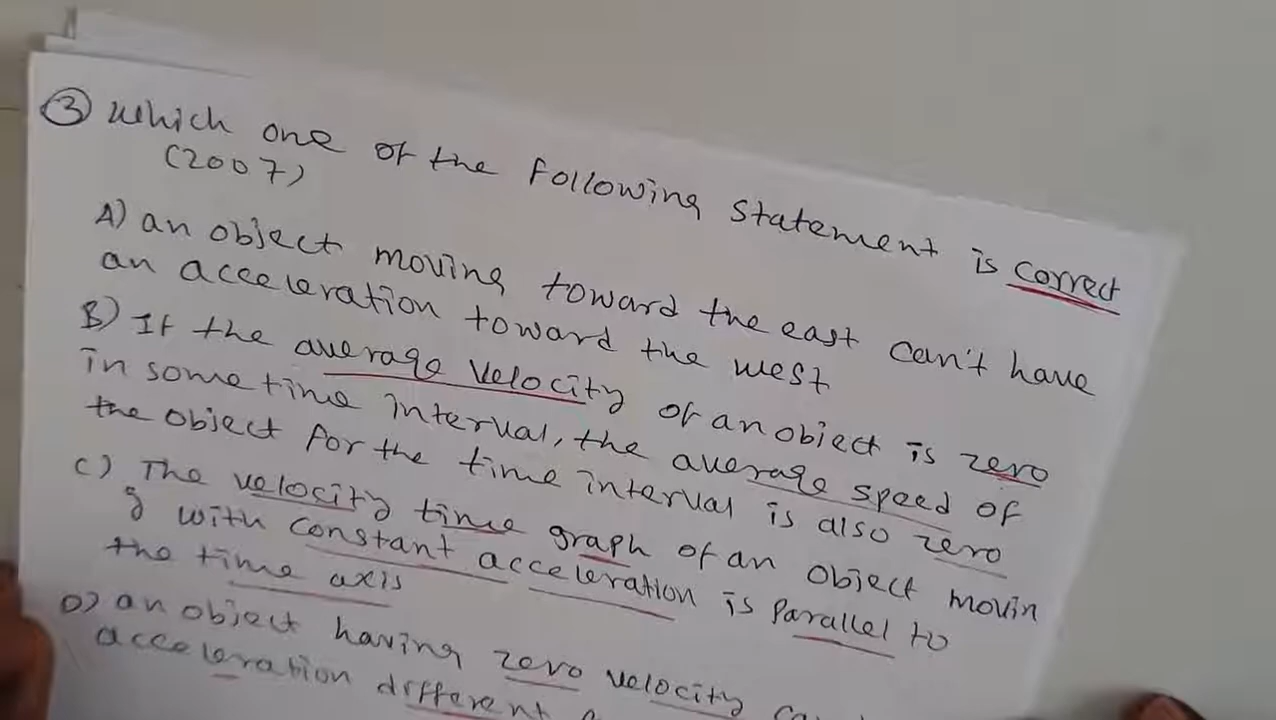 ③ Which one of the following statement is correct
(2007)
A) an object moving toward the east can't have
an acceleration toward the west
B) If the average velocity of an object is zero
in some time interval, the average speed of
the object for the time interval is also zero
C) The velocity time graph of an object movin
g with constant acceleration is Parallel to
the time axis
D) an object having zero velocity
acceleration different